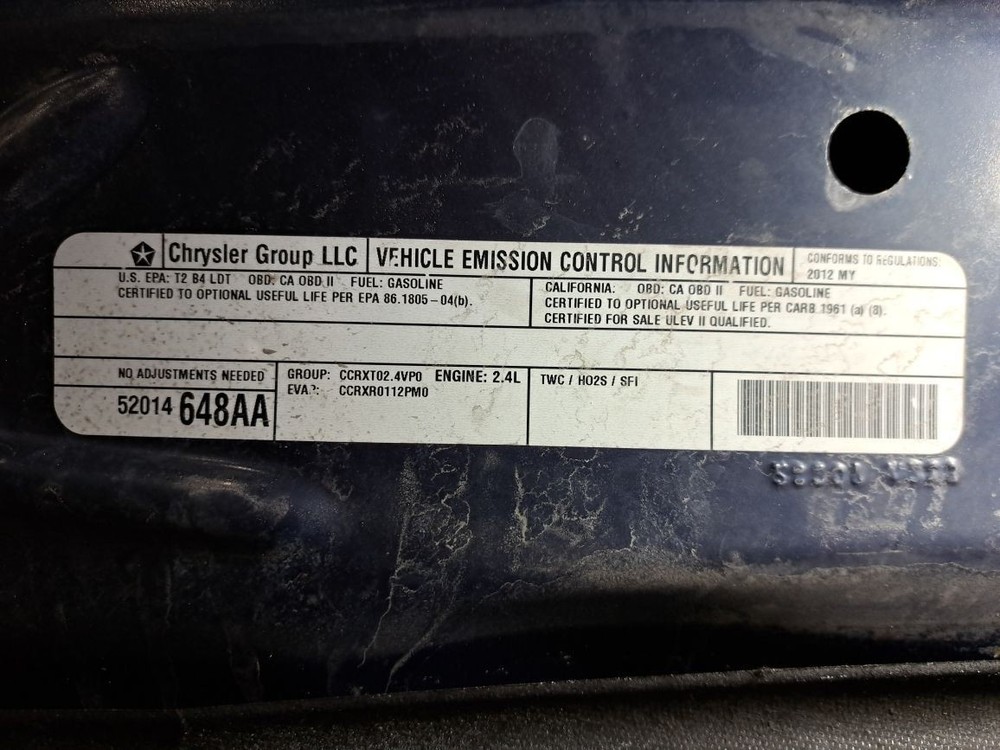 Chrysler Group LLC
VEHICLE EMISSION CONTROL INFORMATION
CONFORMS TO REGULATIONS:
2012 MY
U.S. EPA: T2 B4 LDT OBD: CA OBD II FUEL: GASOLINE
CERTIFIED TO OPTIONAL USEFUL LIFE PER EPA 86.1805-04(b).
CALIFORNIA: OBD: CA OBD II FUEL: GASOLINE
CERTIFIED TO OPTIONAL USEFUL LIFE PER CARB 1961 (a) (8).
CERTIFIED FOR SALE ULEV II QUALIFIED.
NO ADJUSTMENTS NEEDED
52014 648AA
GROUP: CCRXT02.4VP0 ENGINE: 2.4L
EVAP: CCRXR0112PM0
TWC / HO2S / SFI